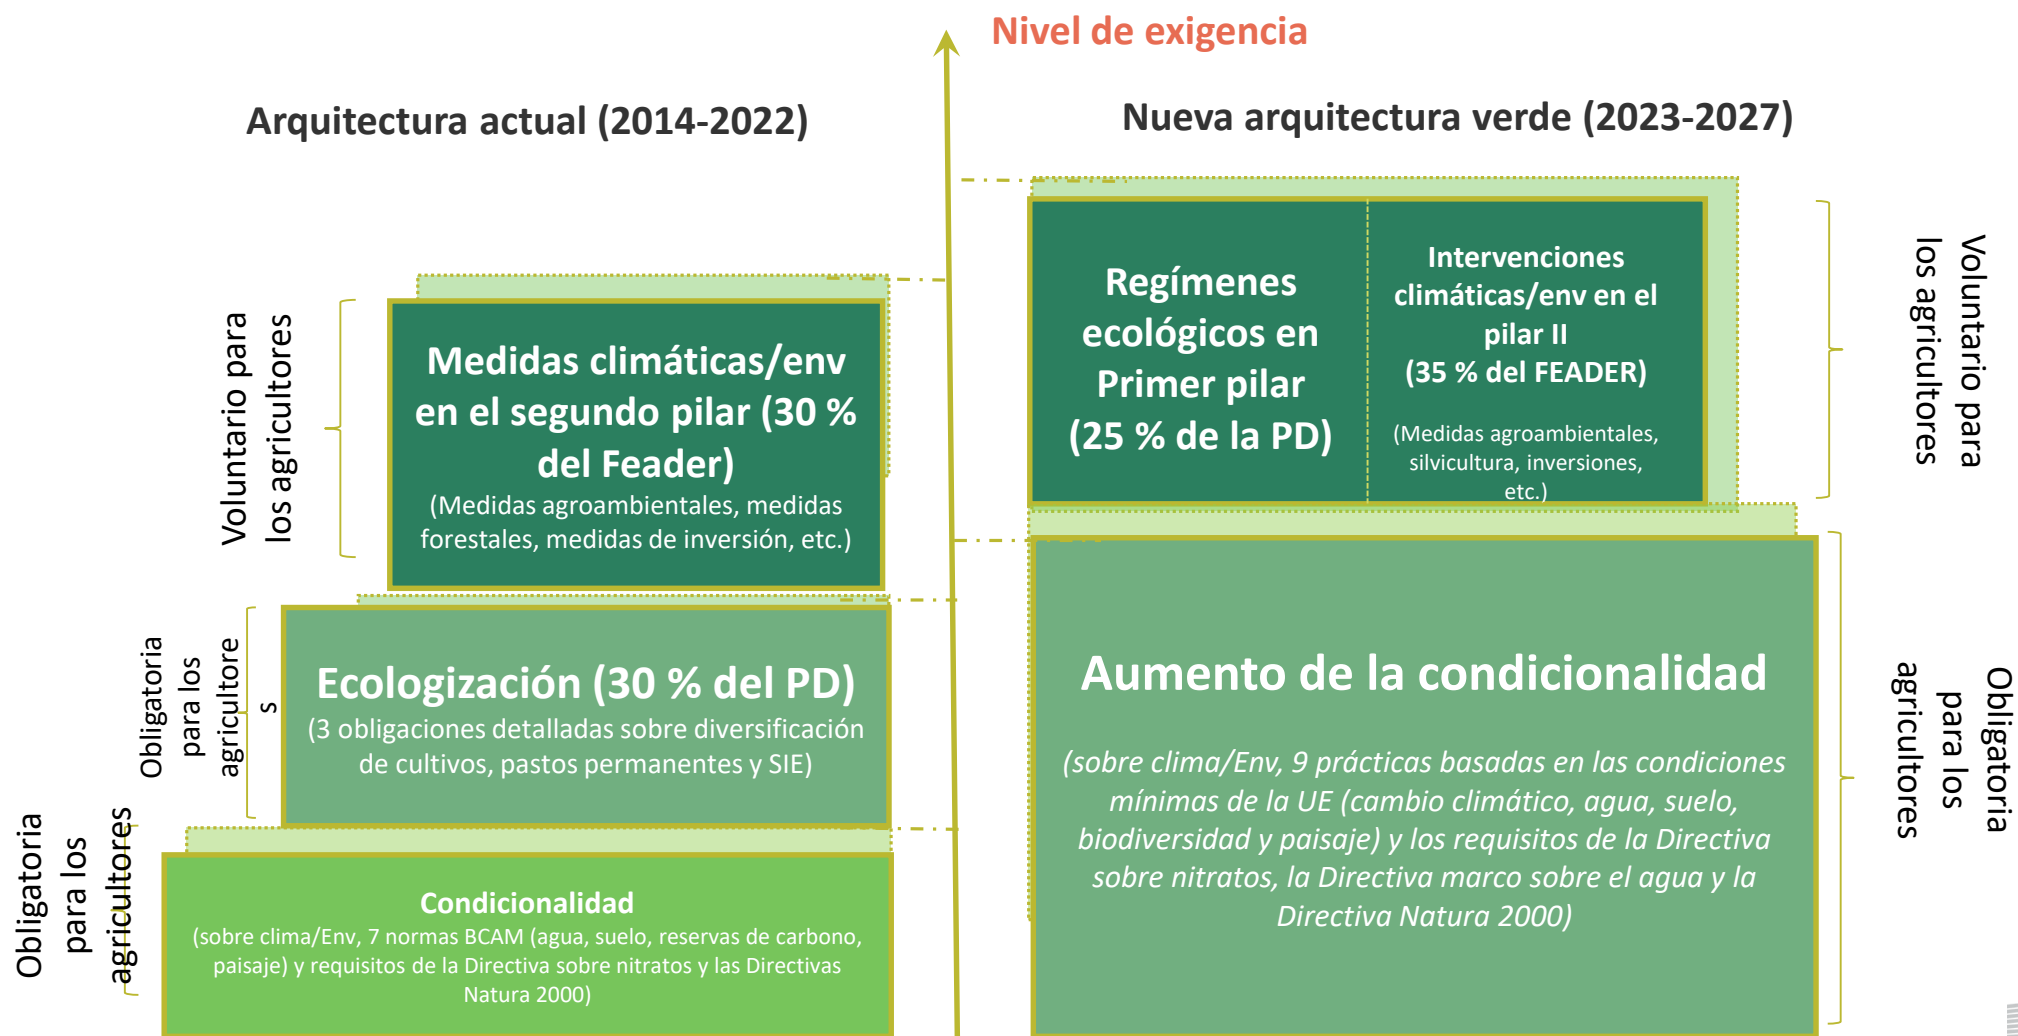 Nivel de exigencia
Arquitectura actual (2014-2022)
Nueva arquitectura verde (2023-2027)
Voluntario para
los agricultores
Medidas climáticas/env
en el segundo pilar (30 %
del Feader)
(Medidas agroambientales, medidas
forestales, medidas de inversión, etc.)
Obligatoria
para los
agricultore
s
Ecologización (30 % del PD)
(3 obligaciones detalladas sobre diversificación
de cultivos, pastos permanentes y SIE)
Obligatoria
para los
agricultores
Condicionalidad
(sobre clima/Env, 7 normas BCAM (agua, suelo, reservas de carbono,
paisaje) y requisitos de la Directiva sobre nitratos y las Directivas
Natura 2000)
Regímenes
ecológicos en
Primer pilar
(25 % de la PD)
Intervenciones
climáticas/env en el
pilar II
(35 % del FEADER)
(Medidas agroambientales,
silvicultura, inversiones,
etc.)
Voluntario para
los agricultores
Aumento de la condicionalidad
(sobre clima/Env, 9 prácticas basadas en las condiciones
mínimas de la UE (cambio climático, agua, suelo,
biodiversidad y paisaje) y los requisitos de la Directiva
sobre nitratos, la Directiva marco sobre el agua y la
Directiva Natura 2000)
Obligatoria
para los
agricultores